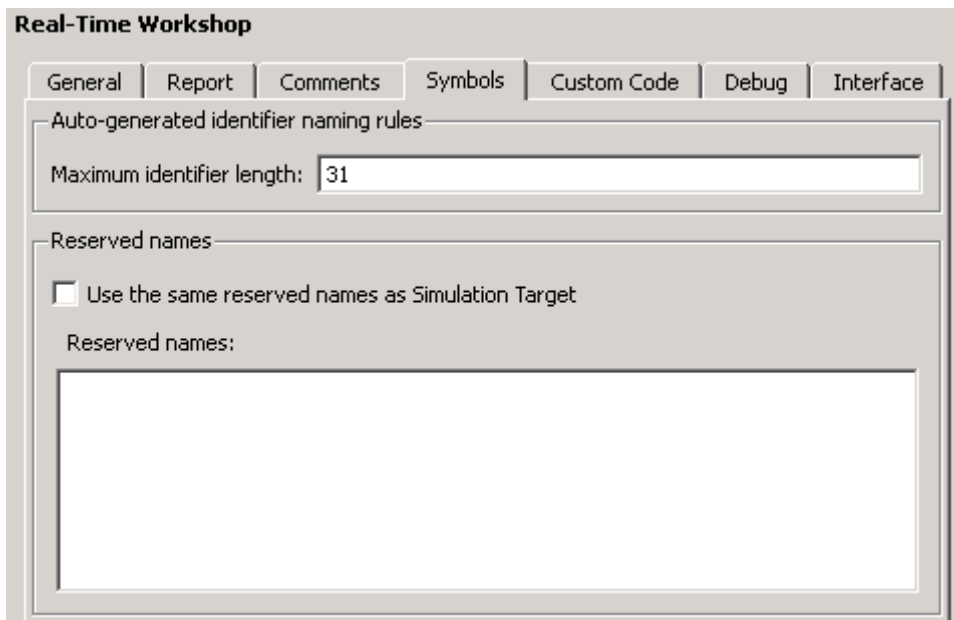 Real-Time Workshop
General Report Comments Symbols Custom Code Debug Interface
Auto-generated identifier naming rules
Maximum identifier length: 31
Reserved names
Use the same reserved names as Simulation Target
Reserved names: